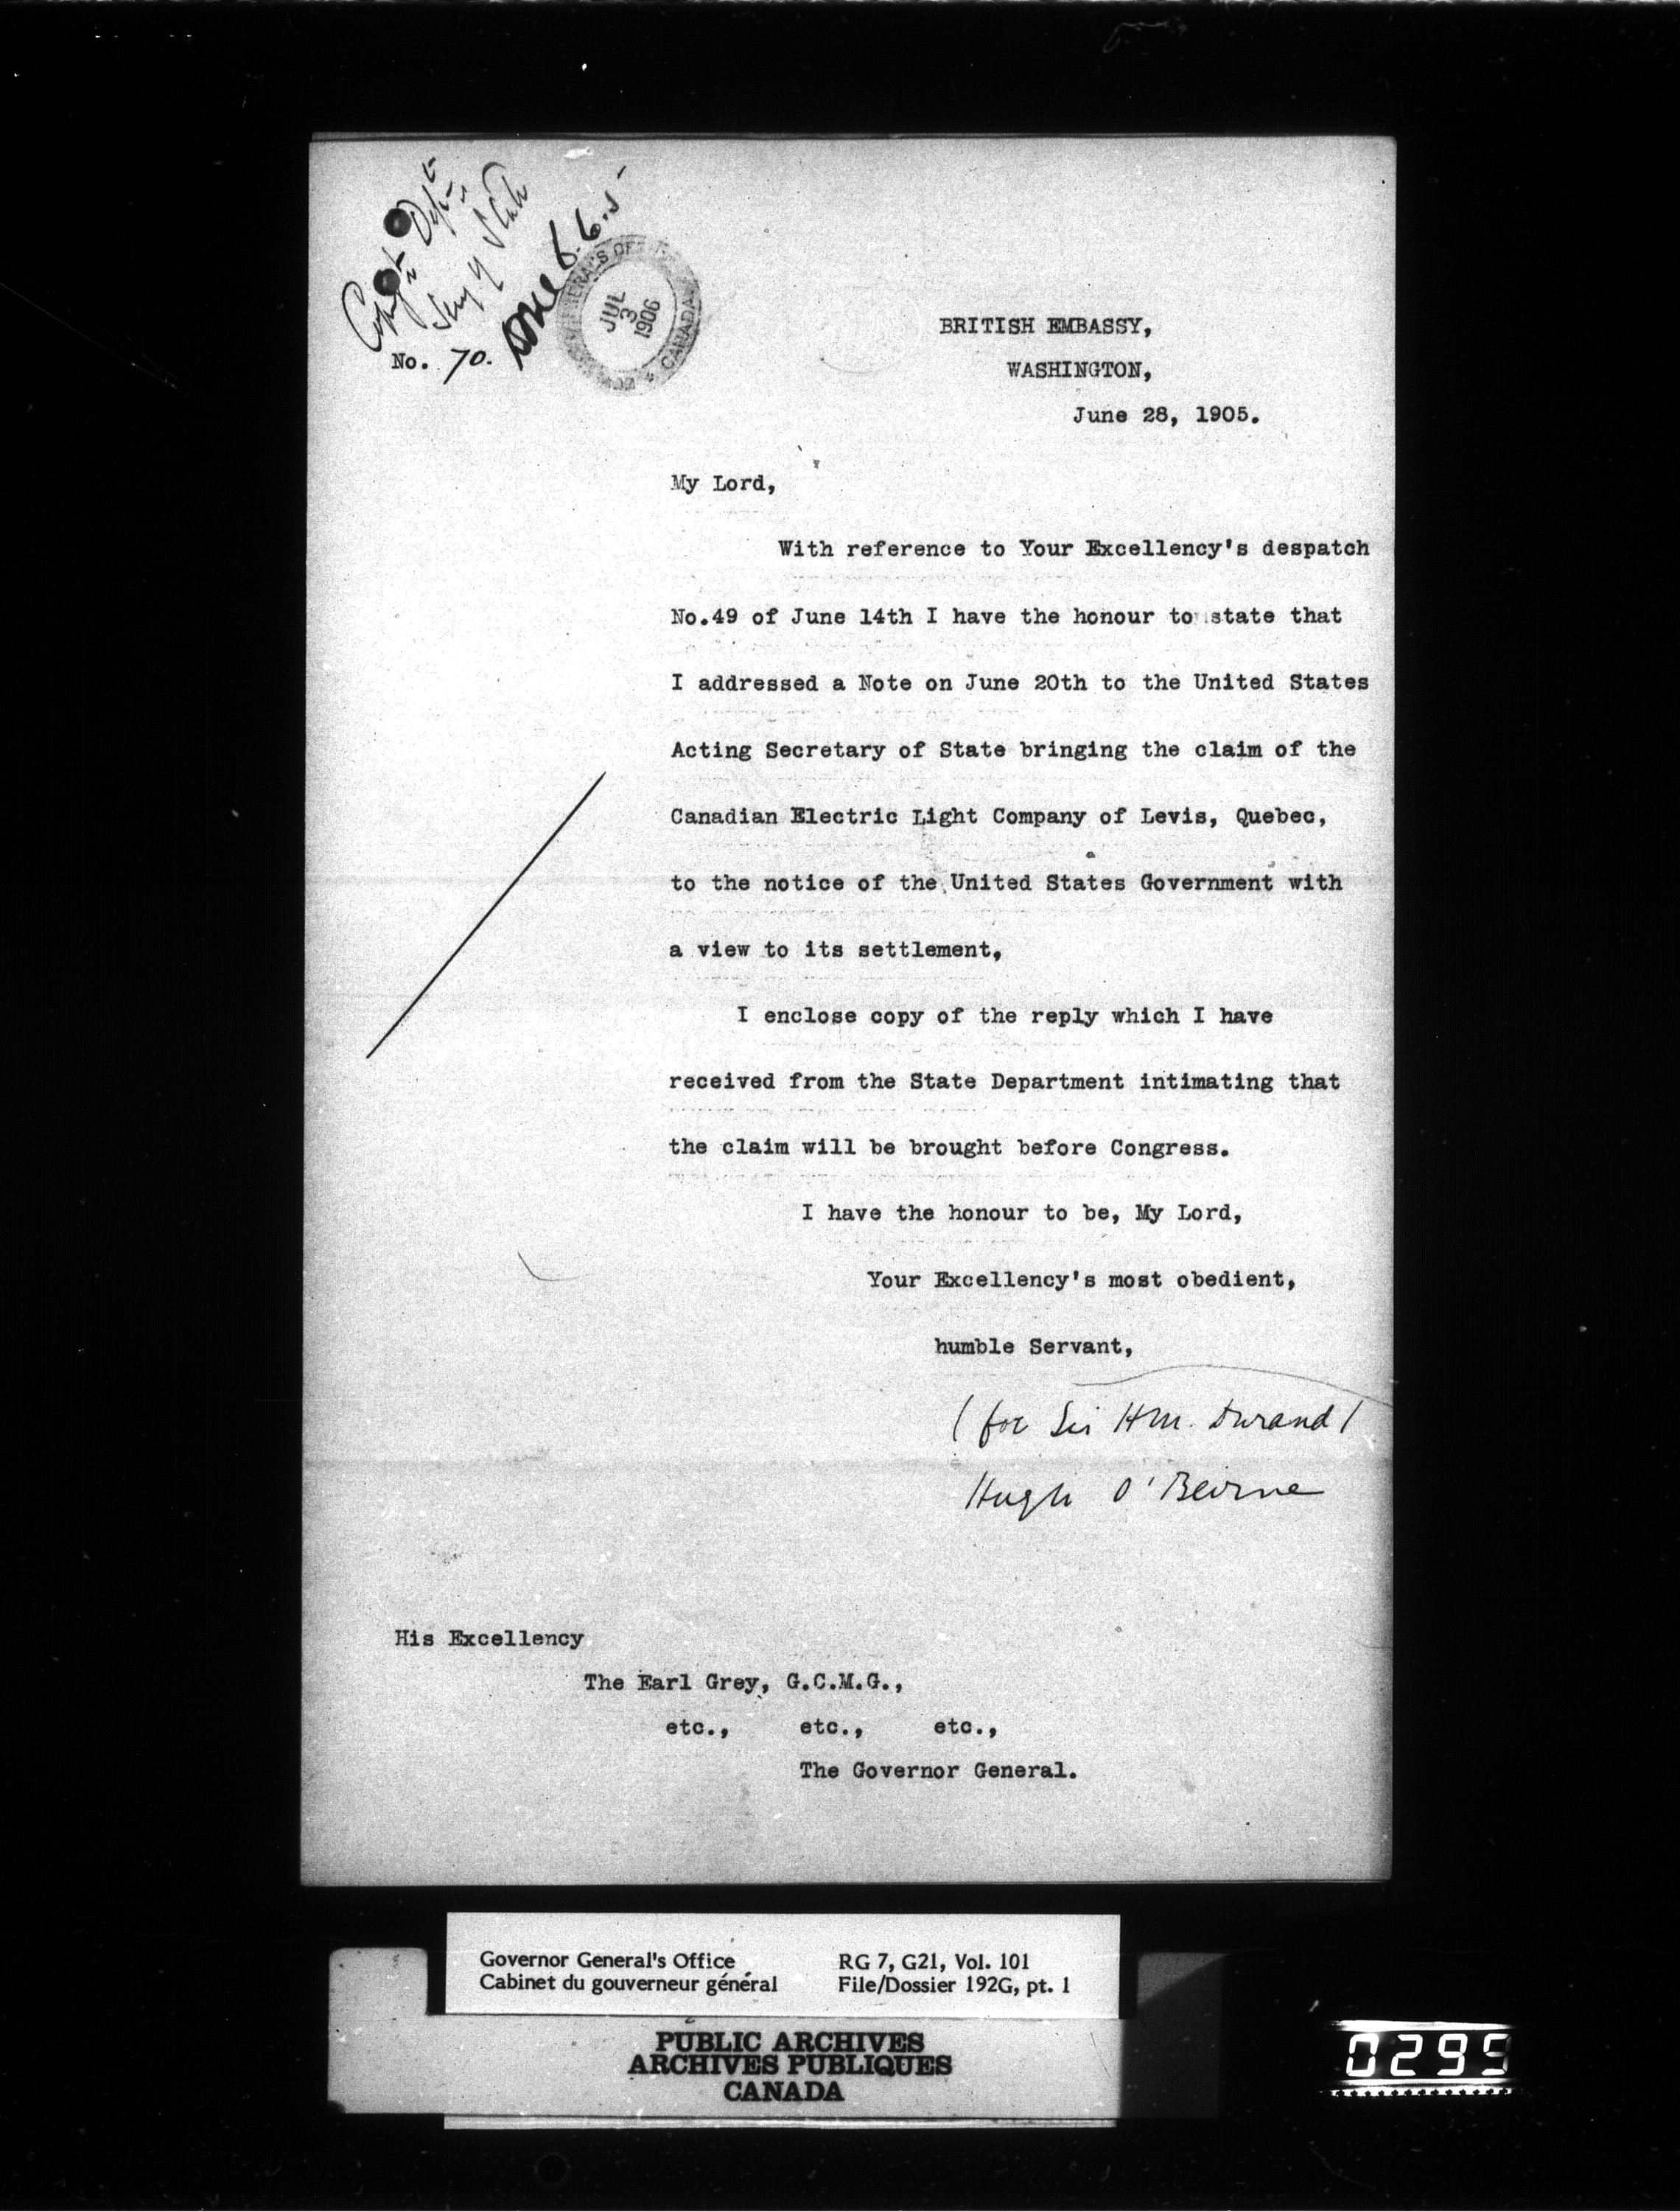 No. 70.
GOVERNOR GENERAL'S OFFICE
JUL
3
1906
CANADA
BRITISH EMBASSY,
WASHINGTON,
June 28, 1905.
My Lord,
With reference to Your Excellency's despatch
No.49 of June 14th I have the honour to state that
I addressed a Note on June 20th to the United States
Acting Secretary of State bringing the claim of the
Canadian Electric Light Company of Levis, Quebec,
to the notice of the United States Government with
a view to its settlement,
I enclose copy of the reply which I have
received from the State Department intimating that
the claim will be brought before Congress.
I have the honour to be, My Lord,
Your Excellency's most obedient,
humble Servant,
(for Sir H M. Durand)
Hugh O'Beirne
His Excellency
The Earl Grey, G.C.M.G.,
etc., etc., etc.,
The Governor General.
Governor General's Office RG 7, G21, Vol. 101
Cabinet du gouverneur général File/Dossier 192G, pt. 1
PUBLIC ARCHIVES
ARCHIVES PUBLIQUES
CANADA
0295